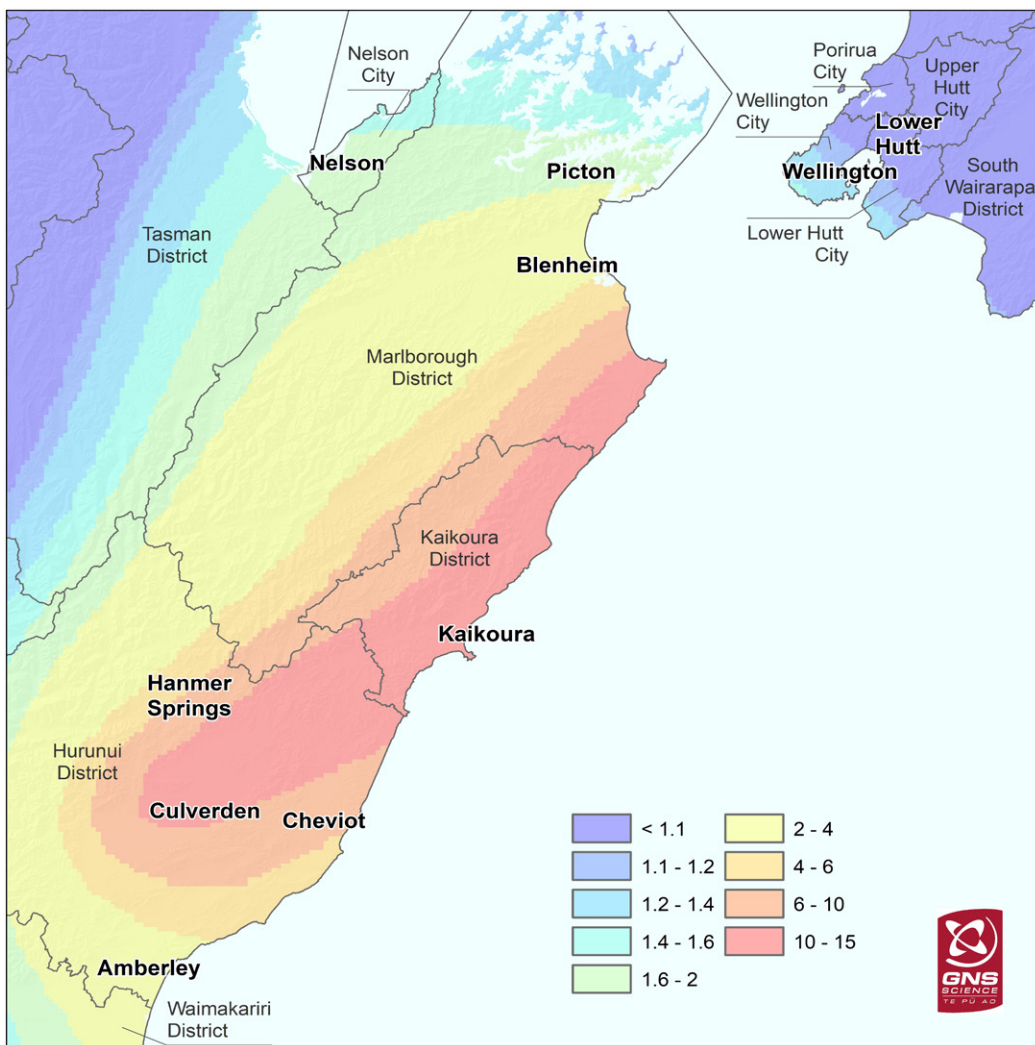 Nelson
City
Porirua
City
Upper
Hutt
City
Wellington
City
Lower
Hutt
Nelson
Picton
Wellington
South
Wairarapa
District
Tasman
District
Lower Hutt
City
Blenheim
Marlborough
District
Kaikoura
District
Kaikoura
Hanmer
Springs
Hurunui
District
Culverden
Cheviot
Amberley
Waimakariri
District
< 1.1
1.1 - 1.2
1.2 - 1.4
1.4 - 1.6
1.6 - 2
2 - 4
4 - 6
6 - 10
10 - 15
GNS
SCIENCE
TE PŪ AO